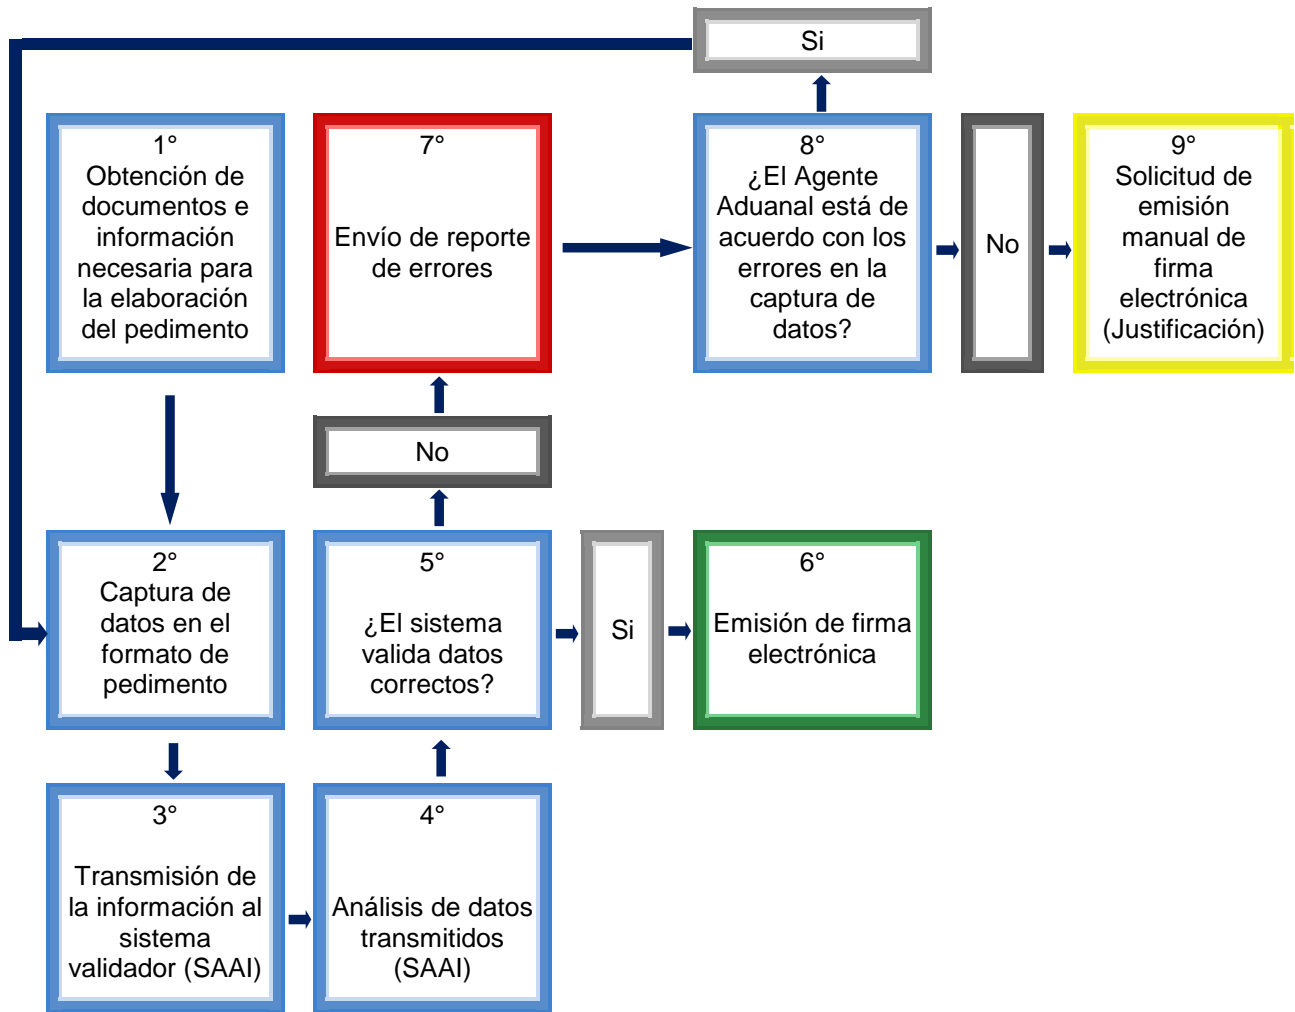 Si
1°
Obtención de
documentos e
información
necesaria para
la elaboración
del pedimento
7°
Envío de reporte
de errores
8°
¿El Agente
Aduanal está de
acuerdo con los
errores en la
captura de
datos?
No
9°
Solicitud de
emisión
manual de
firma
electrónica
(Justificación)
No
2°
Captura de
datos en el
formato de
pedimento
5°
¿El sistema
valida datos
correctos?
Si
6°
Emisión de firma
electrónica
3°
Transmisión de
la información al
sistema
validador (SAAI)
4°
Análisis de datos
transmitidos
(SAAI)